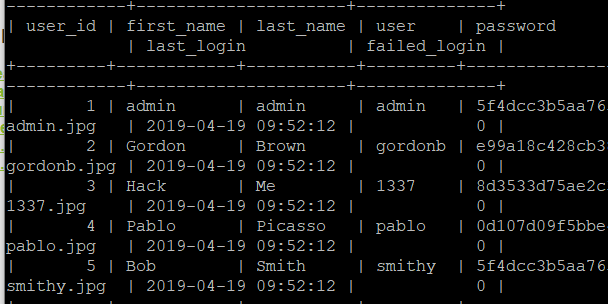 -------------+------------+-----------+---------+--------------
| user_id | first_name | last_name | user | password
| last_login | failed_login |
+---------+------------+-----------+---------+--------------
-------------+---------------------+--------------+
| 1 | admin | admin | admin | 5f4dcc3b5aa76
admin.jpg | 2019-04-19 09:52:12 | 0 |
| 2 | Gordon | Brown | gordonb | e99a18c428cb3
gordonb.jpg | 2019-04-19 09:52:12 | 0 |
| 3 | Hack | Me | 1337 | 8d3533d75ae2c
1337.jpg | 2019-04-19 09:52:12 | 0 |
| 4 | Pablo | Picasso | pablo | 0d107d09f5bbe
pablo.jpg | 2019-04-19 09:52:12 | 0 |
| 5 | Bob | Smith | smithy | 5f4dcc3b5aa76
smithy.jpg | 2019-04-19 09:52:12 | 0 |